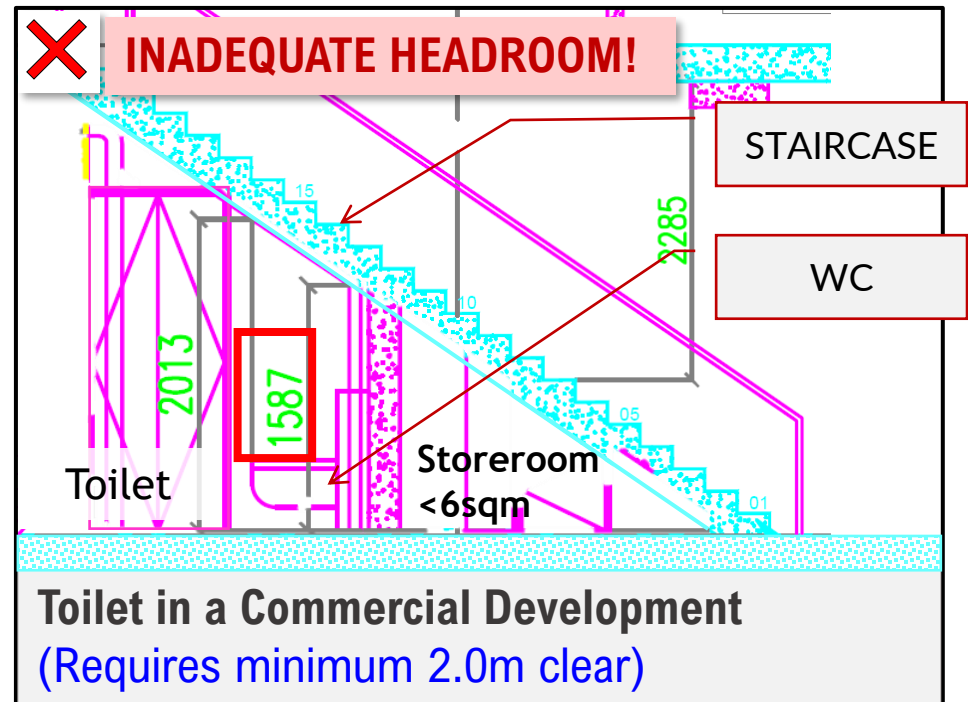 INADEQUATE HEADROOM!
STAIRCASE
15
2285
WC
10
2013
1587
05
Storeroom
<6sqm
Toilet
01
Toilet in a Commercial Development
(Requires minimum 2.0m clear)